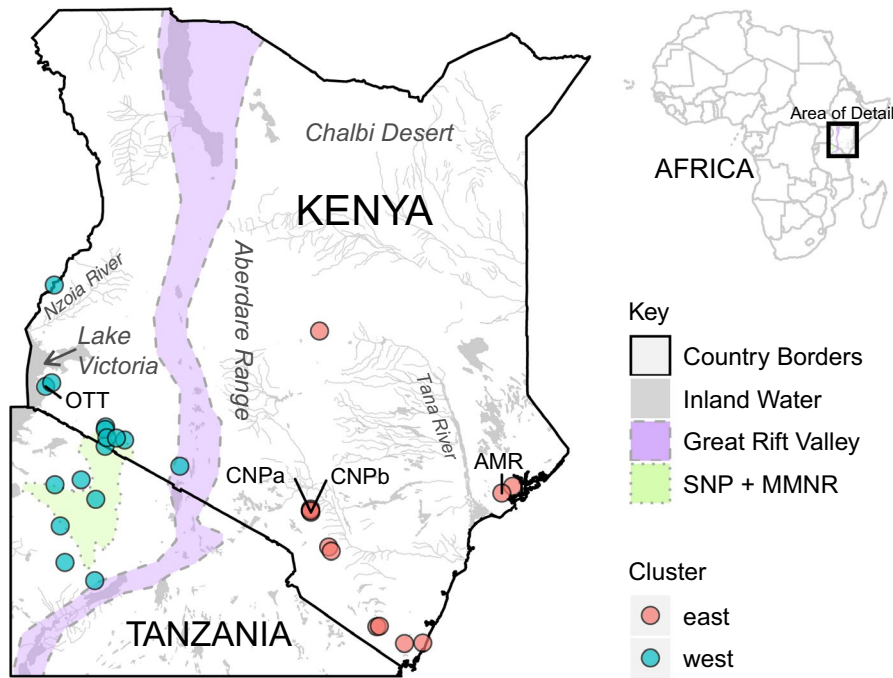 Chalbi Desert
KENYA
Nzoia River
Aberdare Range
Lake
Victoria
OTT
Tana River
CNPa
CNPb
AMR
TANZANIA
Area of Detail
AFRICA
Key
Country Borders
Inland Water
Great Rift Valley
SNP + MMNR
Cluster
east
west